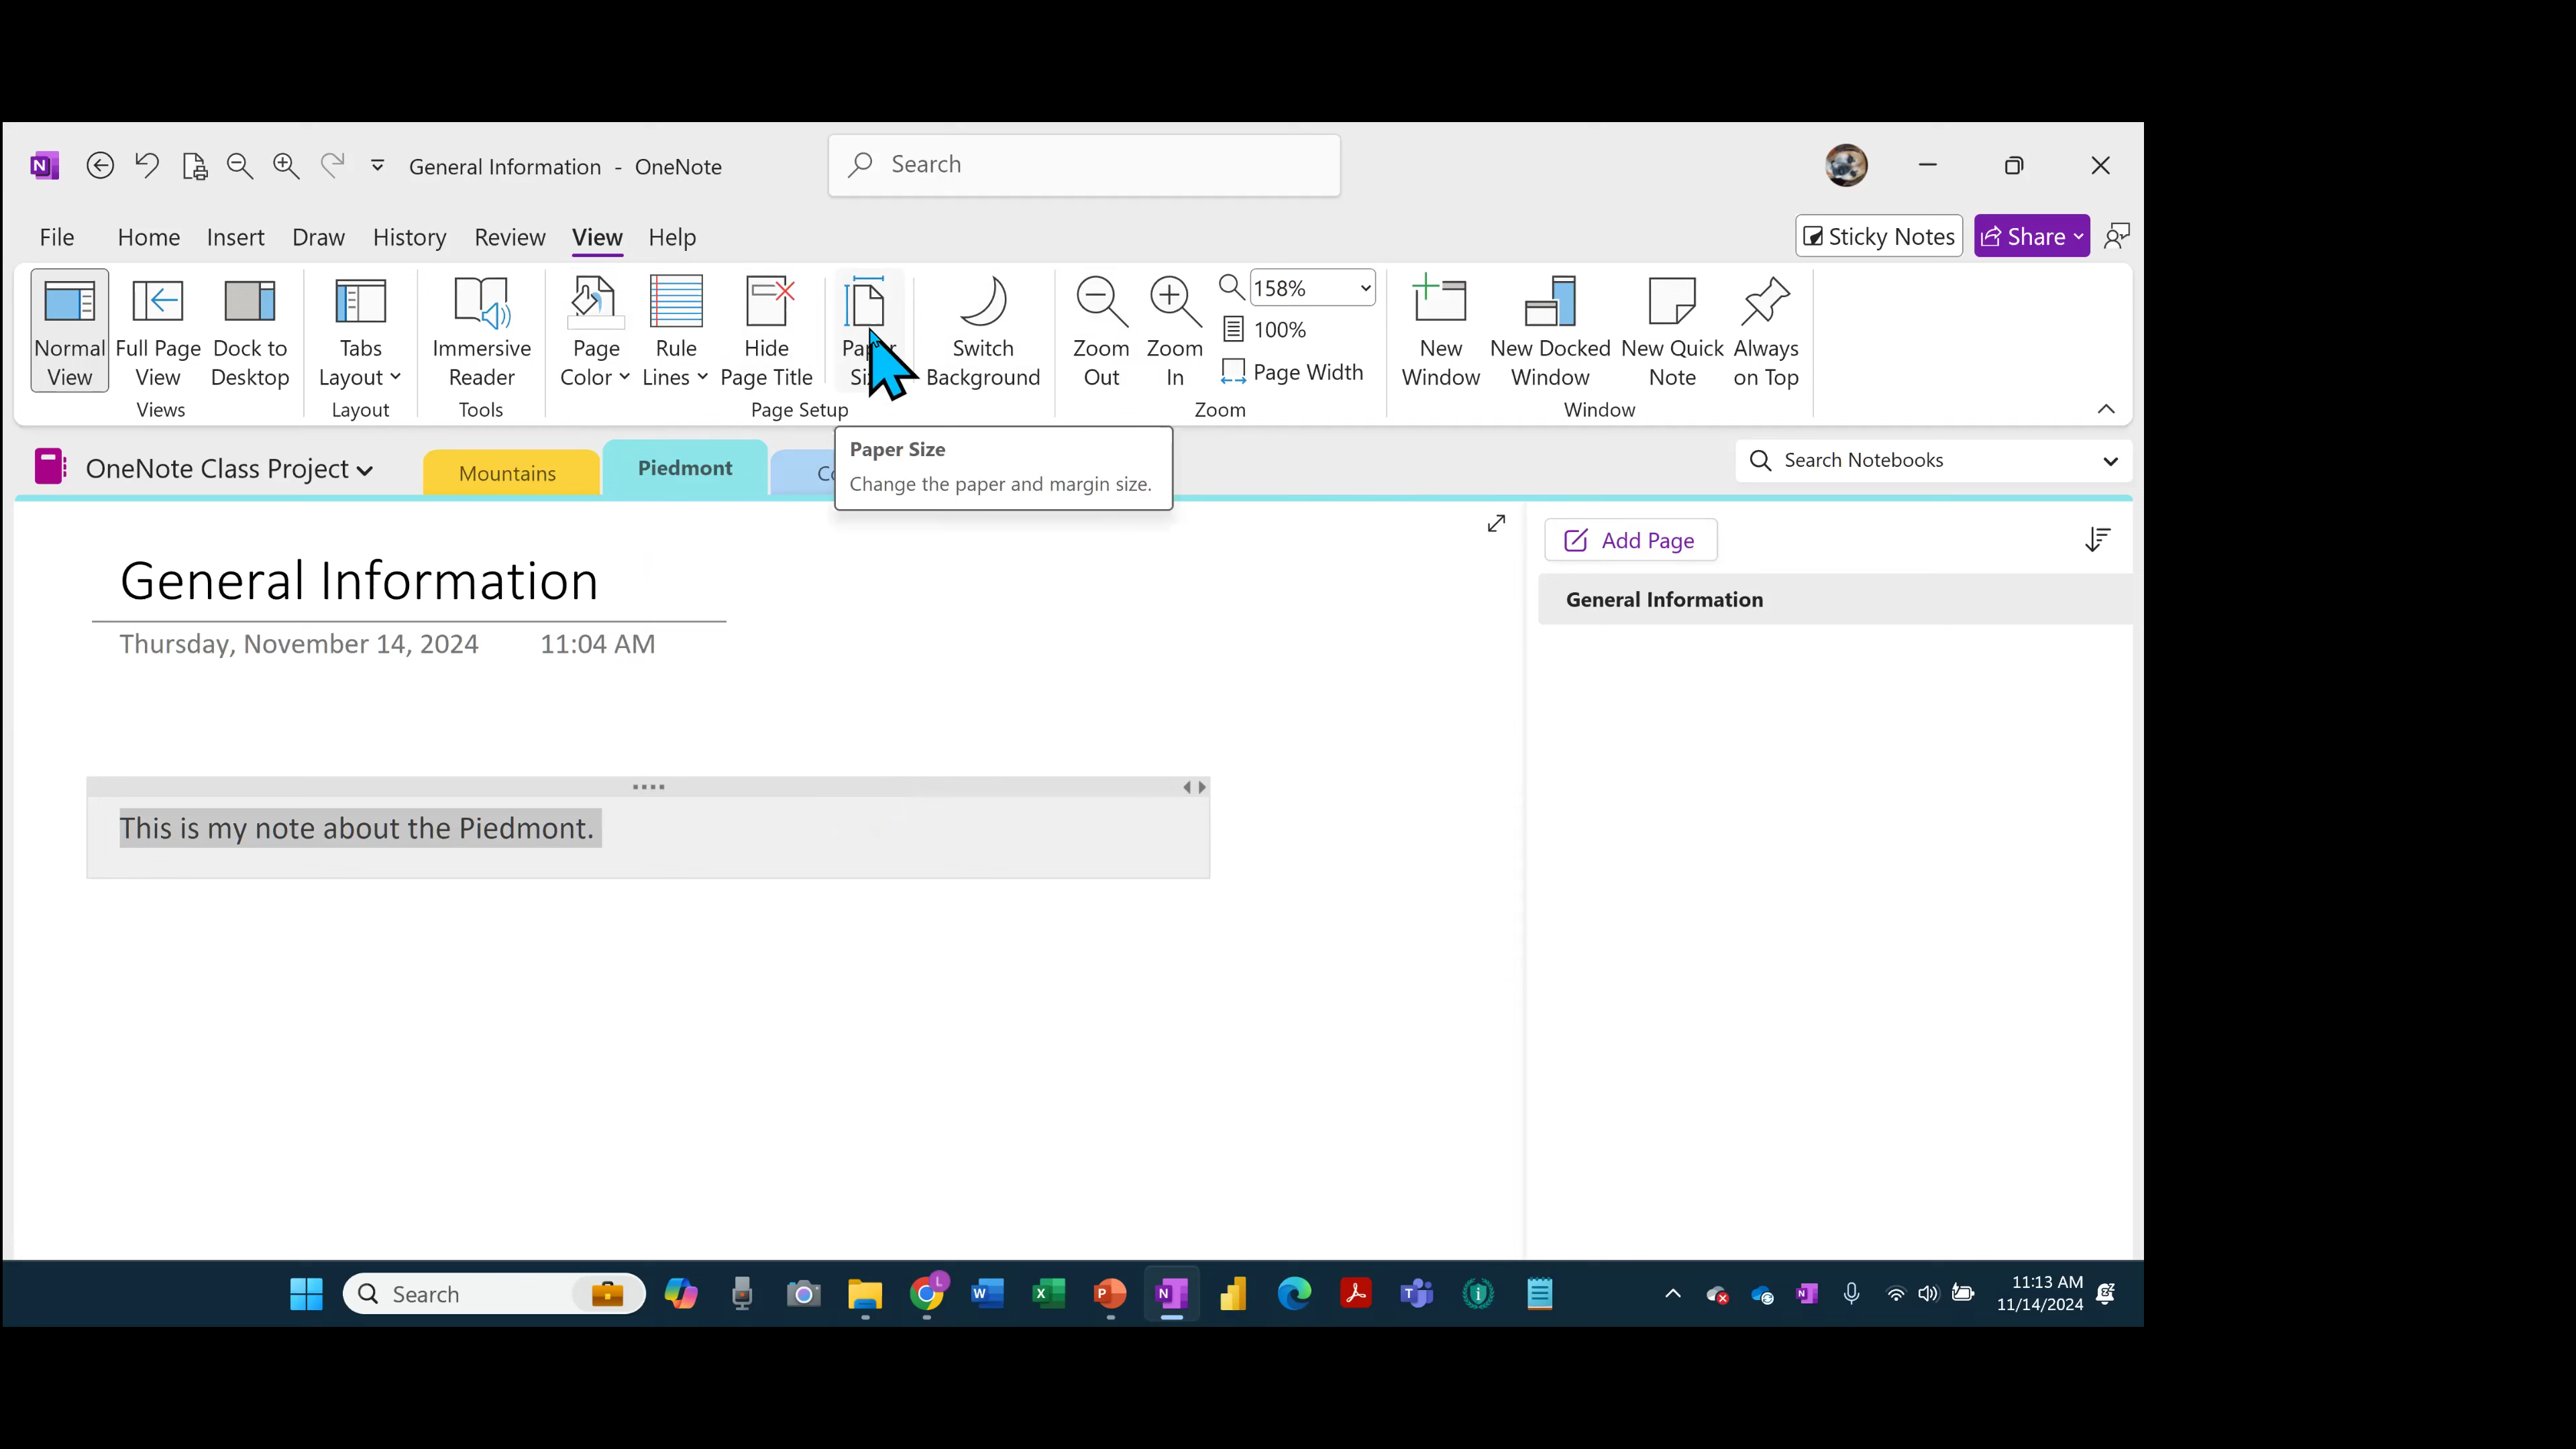 General Information - OneNote
Search
File Home Insert Draw History Review View Help
Sticky Notes Share
Normal View
Full Page View
Dock to Desktop
Views
Tabs Layout
Layout
Immersive Reader
Tools
Page Color
Rule Lines
Hide Page Title
Paper
Switch Background
Page Setup
Zoom Out
Zoom In
158%
100%
Page Width
Zoom
New Window
New Docked Window
New Quick Note
Always on Top
Window
Paper Size
Change the paper and margin size.
OneNote Class Project
Mountains
Piedmont
Search Notebooks
General Information
Thursday, November 14, 2024 11:04 AM
This is my note about the Piedmont.
Add Page
General Information
Search
11:13 AM
11/14/2024